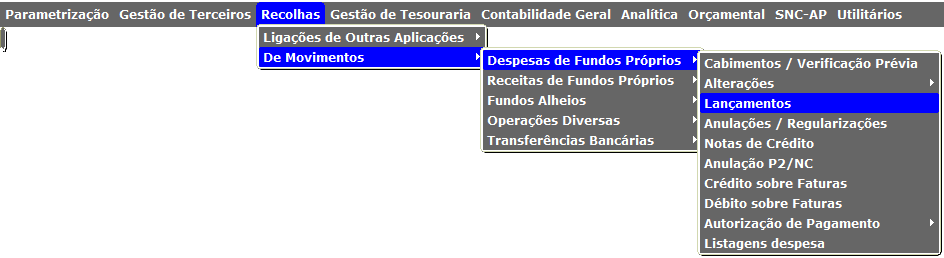 Parametrização Gestão de Terceiros Recolhas Gestão de Tesouraria Contabilidade Geral Analítica Orçamental SNC-AP Utilitários
Ligações de Outras Aplicações
De Movimentos
Despesas de Fundos Próprios
Receitas de Fundos Próprios
Fundos Alheios
Operações Diversas
Transferências Bancárias
Cabimentos / Verificação Prévia
Alterações
Lançamentos
Anulações / Regularizações
Notas de Crédito
Anulação P2/NC
Crédito sobre Faturas
Débito sobre Faturas
Autorização de Pagamento
Listagens despesa